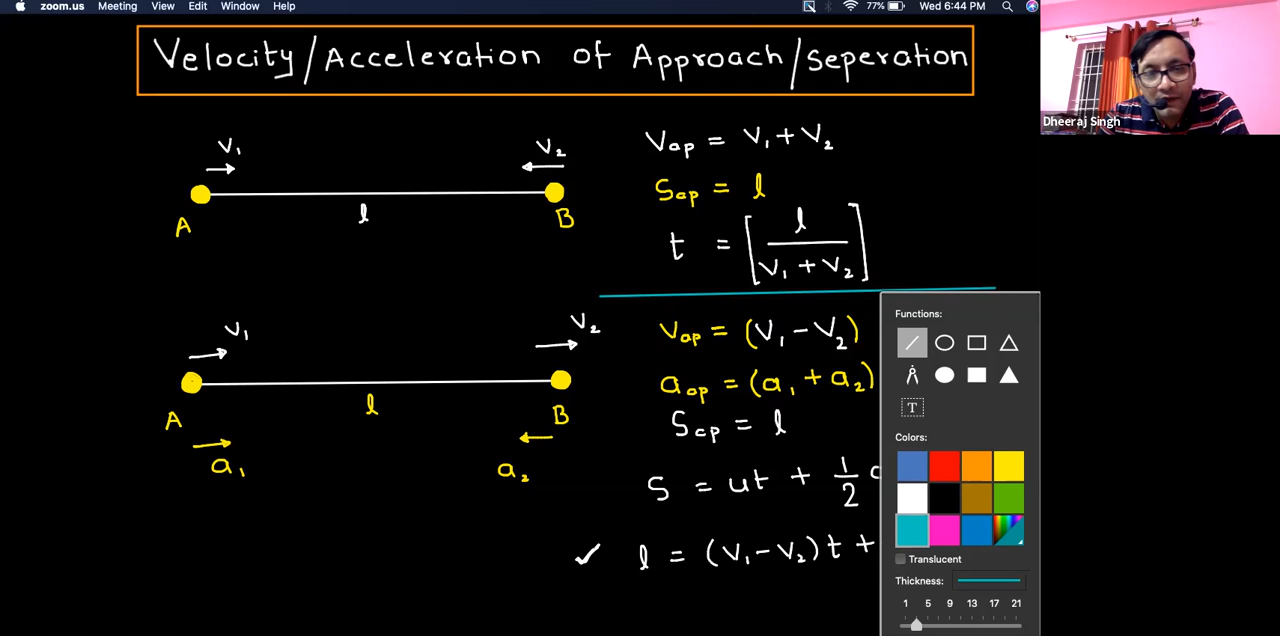 zoom.us Meeting View Edit Window Help 77% Wed 6:44 PM
Velocity/Acceleration of Approach/seperation
Dheeraj Singh
V₁ V₂
A l B
Vap = V₁ + V₂
Sap = l
t = [l / (V₁ + V₂)]
V₁ V₂
A l B
a₁ a₂
Vap = (V₁ - V₂)
aap = (a₁ + a₂)
Sap = l
S = ut + 1/2
✓ l = (V₁ - V₂)t +
Functions:
T
Colors:
Translucent
Thickness:
1 5 9 13 17 21